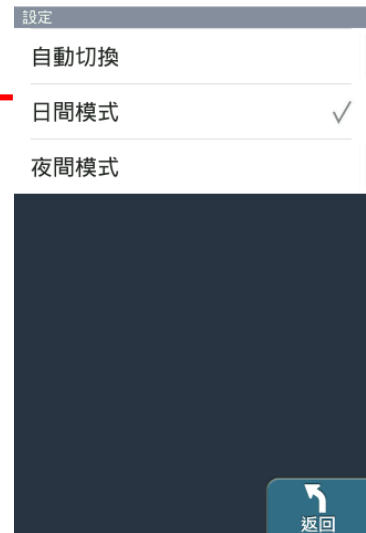 設定
自動切換
日間模式
夜間模式
返回